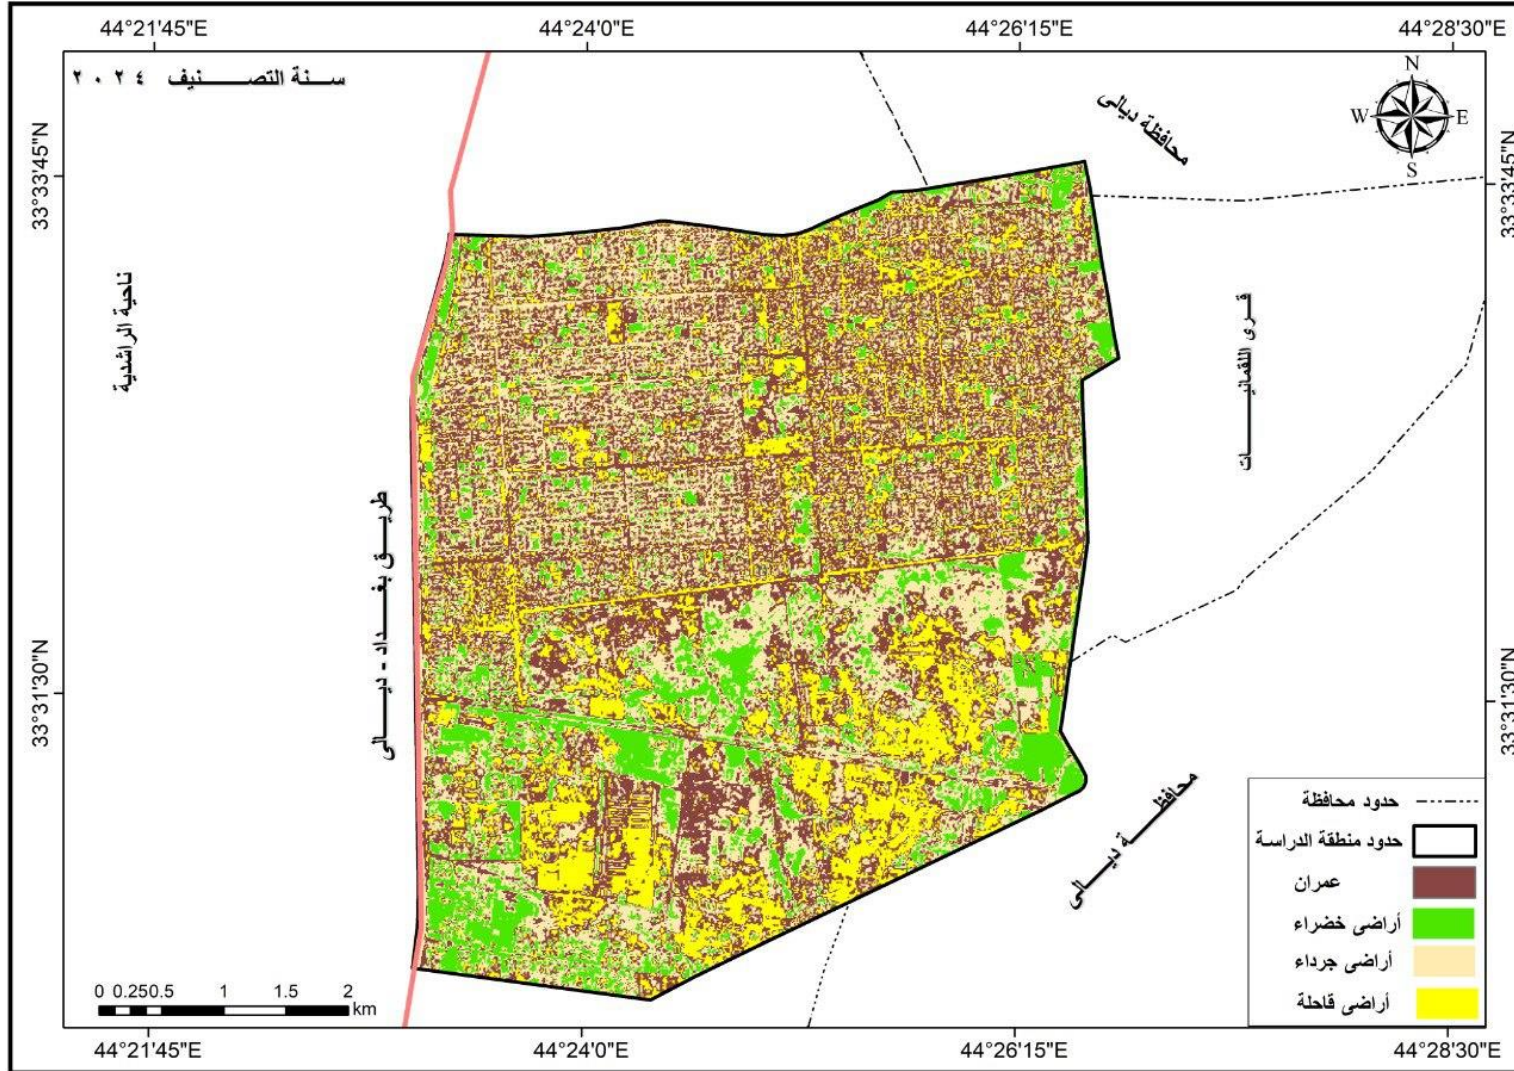 44°21'45"E
44°24'0"E
44°26'15"E
44°28'30"E
سنة التصنيف ٢٠٢٤
N
W E
S
محافظة ديالى
33°33'45"N
33°33'45"N
ناحية الراشدية
قرى اللقمانيات
طريق بغداد - ديالى
33°31'30"N
33°31'30"N
محافظة ديالى
حدود محافظة
حدود منطقة الدراسة
عمران
أراضي خضراء
أراضي جرداء
أراضي قاحلة
0 0.25 0.5 1 1.5 2
km
44°21'45"E
44°24'0"E
44°26'15"E
44°28'30"E